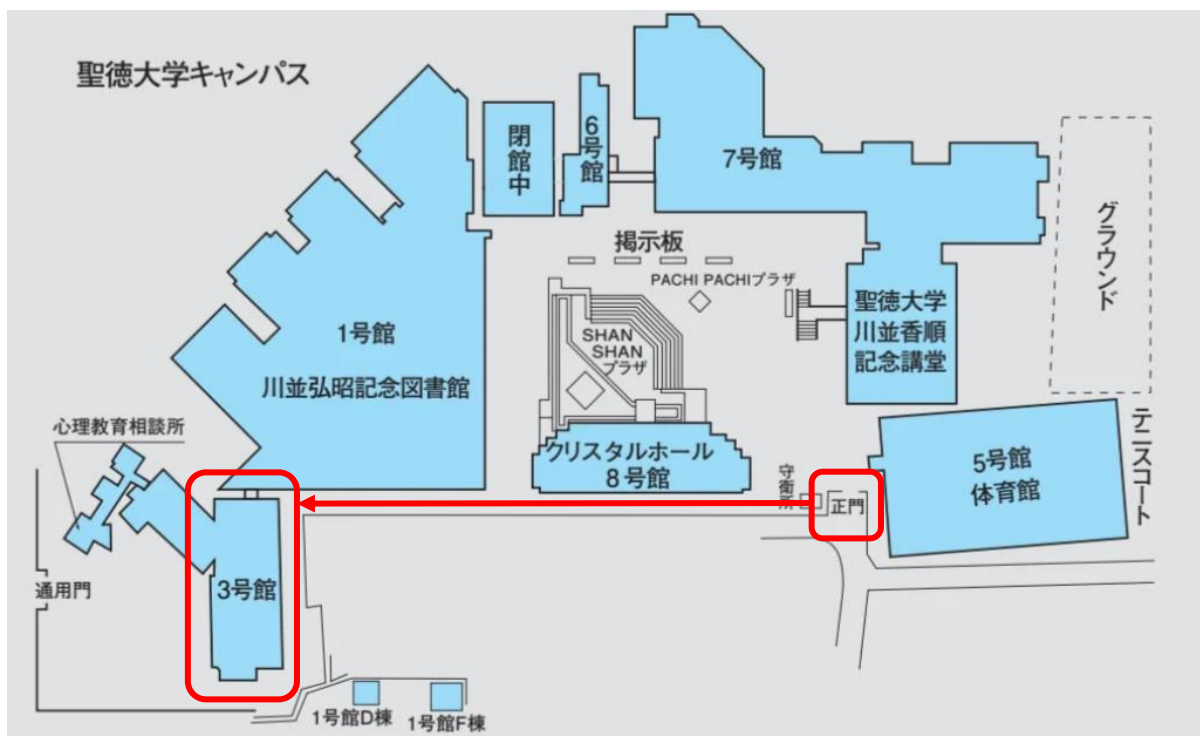 聖徳大学キャンパス
閉館中
6号館
7号館
グラウンド
掲示板
PACHI PACHIプラザ
聖徳大学
川並香順
記念講堂
SHAN
SHAN
プラザ
1号館
川並弘昭記念図書館
心理教育相談所
クリスタルホール
8号館
守衛所
正門
5号館
体育館
テニスコート
通用門
3号館
1号館D棟
1号館F棟